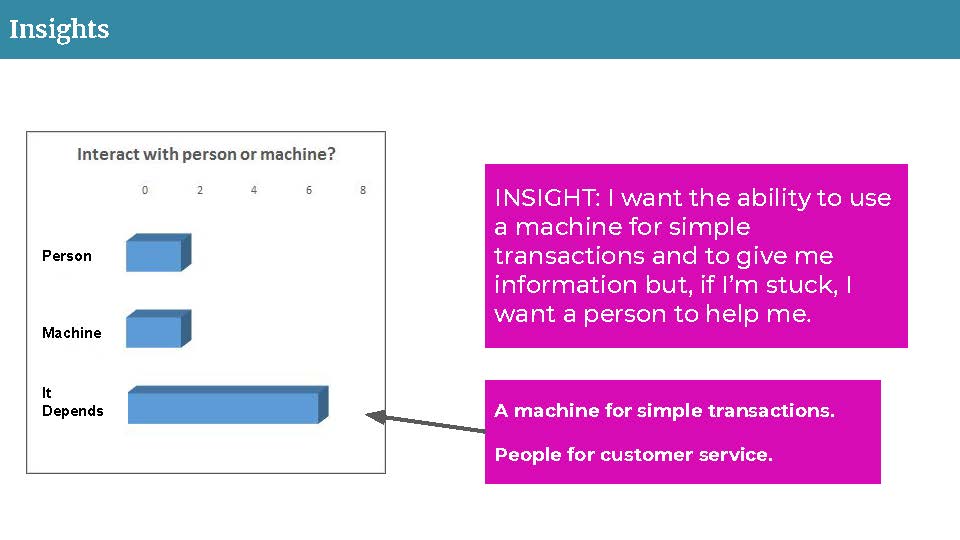 Insights
Interact with person or machine?
0 2 4 6 8
Person
Machine
It
Depends
INSIGHT: I want the ability to use
a machine for simple
transactions and to give me
information but, if I’m stuck, I
want a person to help me.
A machine for simple transactions.
People for customer service.